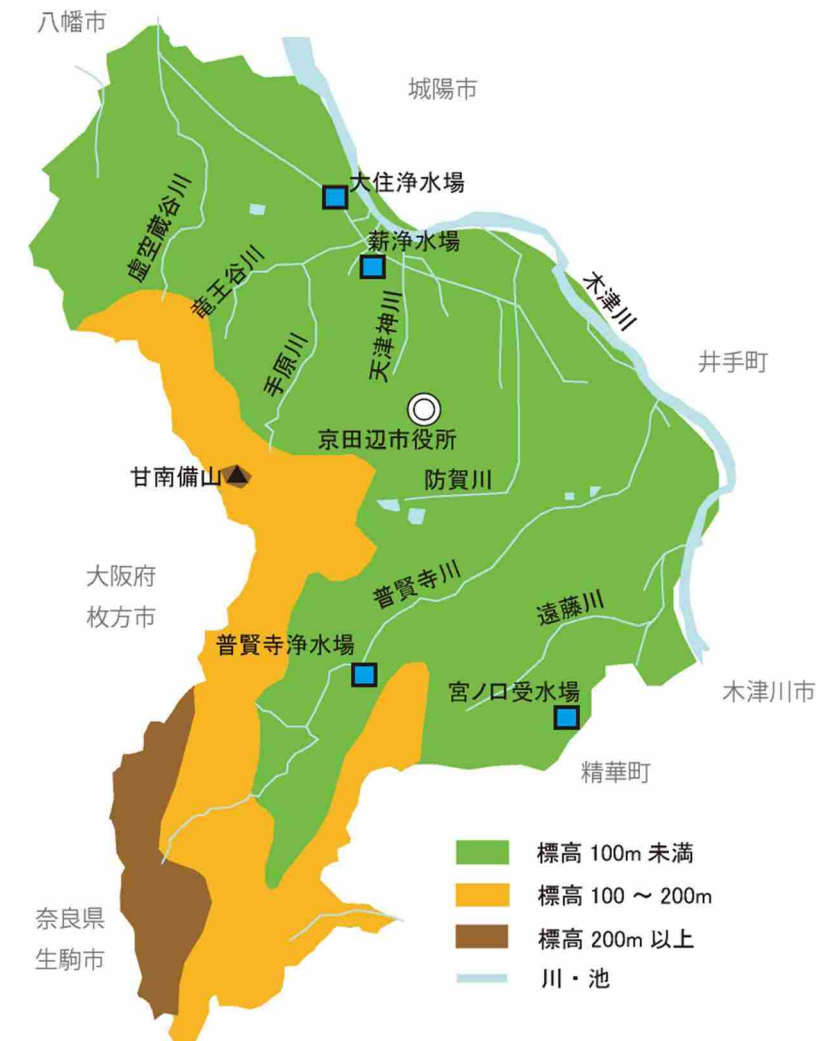 八幡市
城陽市
大住浄水場
薪浄水場
虚空蔵谷川
竜王谷川
手原川
天津神川
木津川
井手町
京田辺市役所
甘南備山
防賀川
大阪府
枚方市
普賢寺川
遠藤川
普賢寺浄水場
宮ノ口受水場
木津川市
精華町
標高 100m 未満
標高 100 ～ 200m
標高 200m 以上
川・池
奈良県
生駒市